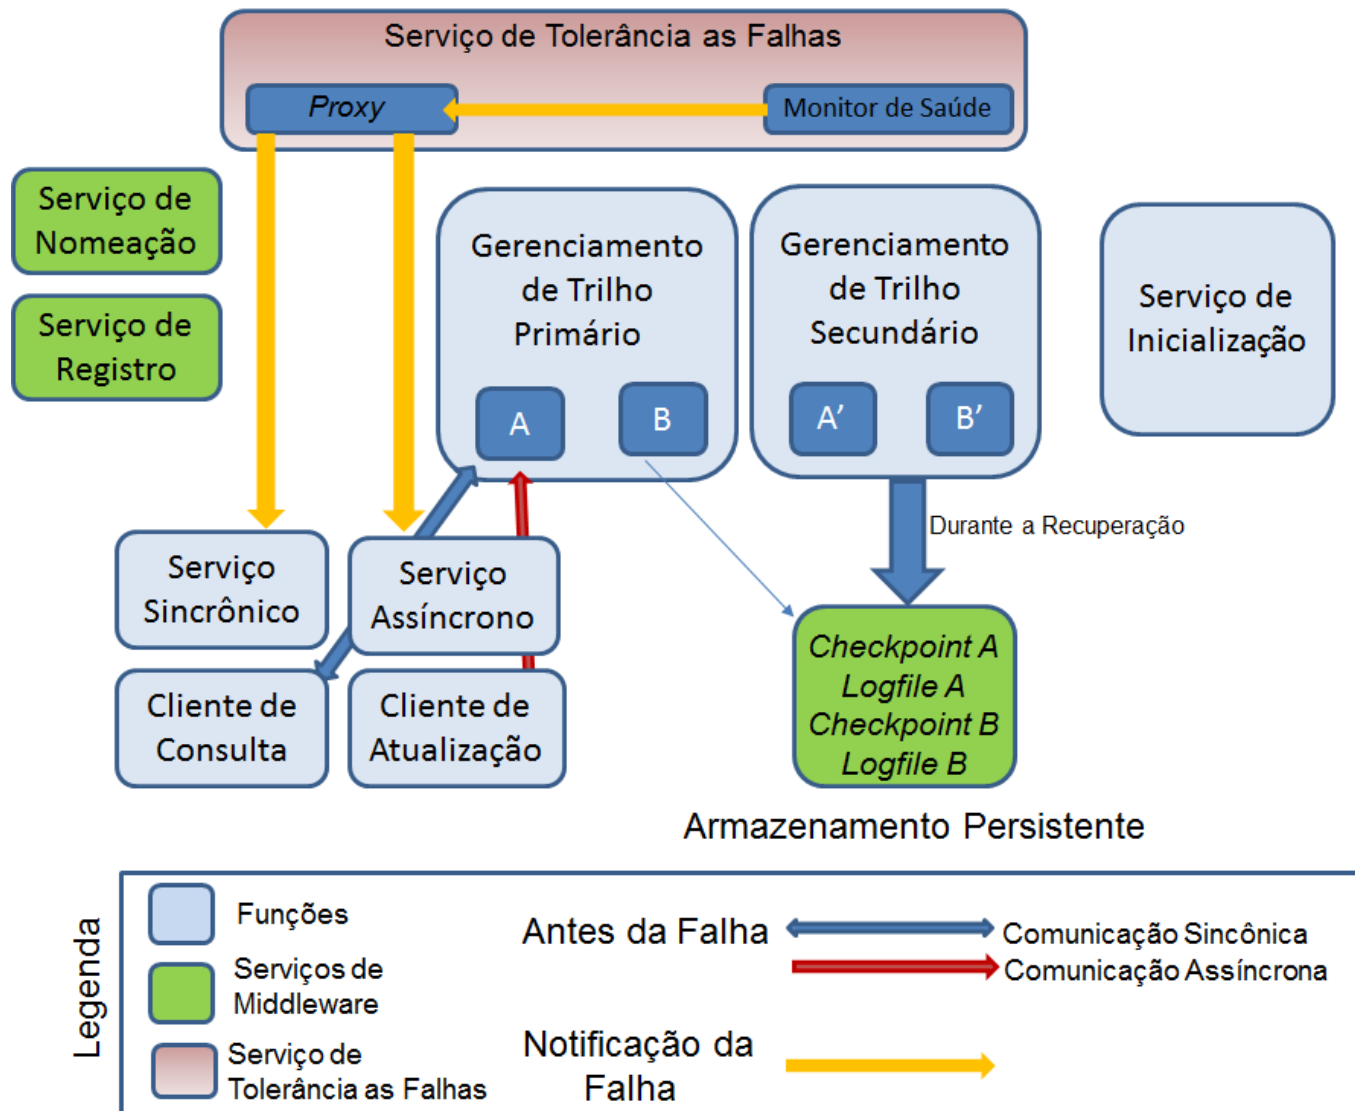 Serviço de Tolerância as Falhas
Proxy
Monitor de Saúde
Serviço de
Nomeação
Serviço de
Registro
Gerenciamento
de Trilho
Primário
A
B
Gerenciamento
de Trilho
Secundário
A’
B’
Serviço de
Inicialização
Durante a Recuperação
Serviço
Sincrônico
Serviço
Assíncrono
Cliente de
Consulta
Cliente de
Atualização
Checkpoint A
Logfile A
Checkpoint B
Logfile B
Armazenamento Persistente
Legenda
Funções
Serviços de
Middleware
Serviço de
Tolerância as Falhas
Antes da Falha
Comunicação Sincônica
Comunicação Assíncrona
Notificação da
Falha